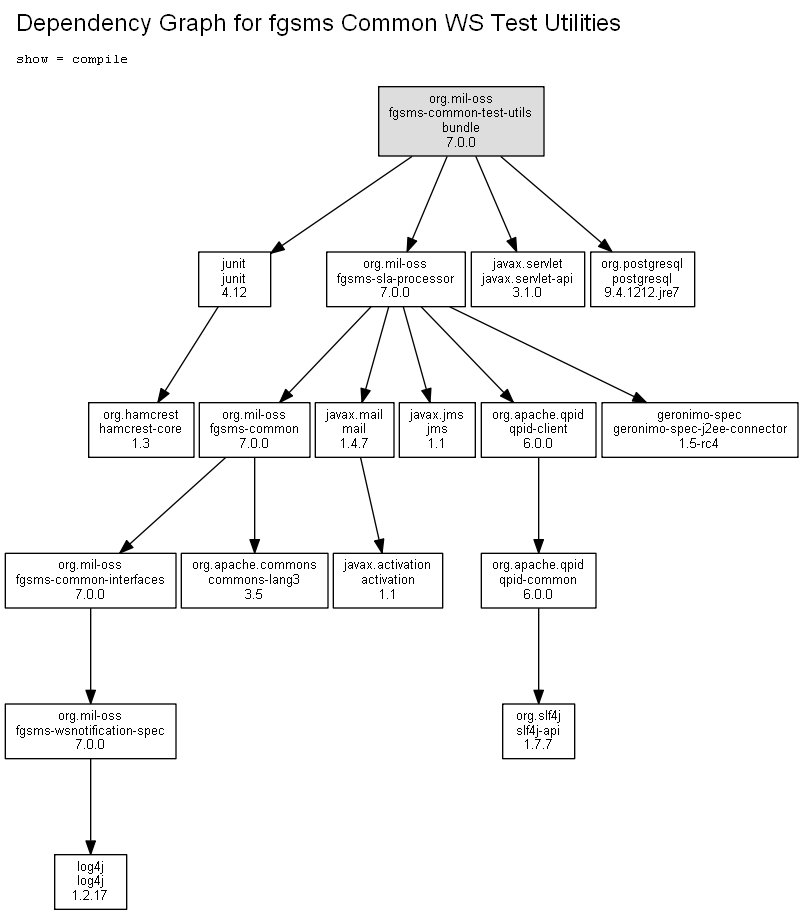 Dependency Graph for fgsms Common WS Test Utilities
show = compile
org.mil-oss
fgsms-common-test-utils
bundle
7.0.0
junit
junit
4.12
org.mil-oss
fgsms-sla-processor
7.0.0
javax.servlet
javax.servlet-api
3.1.0
org.postgresql
postgresql
9.4.1212.jre7
org.hamcrest
hamcrest-core
1.3
org.mil-oss
fgsms-common
7.0.0
javax.mail
mail
1.4.7
javax.jms
jms
1.1
org.apache.qpid
qpid-client
6.0.0
geronimo-spec
geronimo-spec-j2ee-connector
1.5-rc4
org.mil-oss
fgsms-common-interfaces
7.0.0
org.apache.commons
commons-lang3
3.5
javax.activation
activation
1.1
org.apache.qpid
qpid-common
6.0.0
org.mil-oss
fgsms-wsnotification-spec
7.0.0
org.slf4j
slf4j-api
1.7.7
log4j
log4j
1.2.17